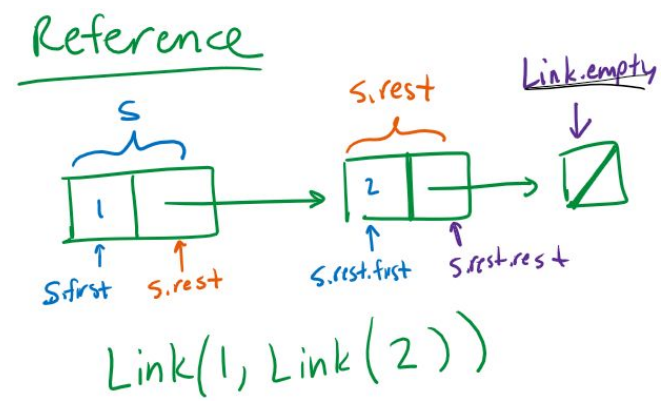 Reference
Link.empty
s.rest
s
1
2
s.first
s.rest
s.rest.first
s.rest.rest
Link(1, Link(2))